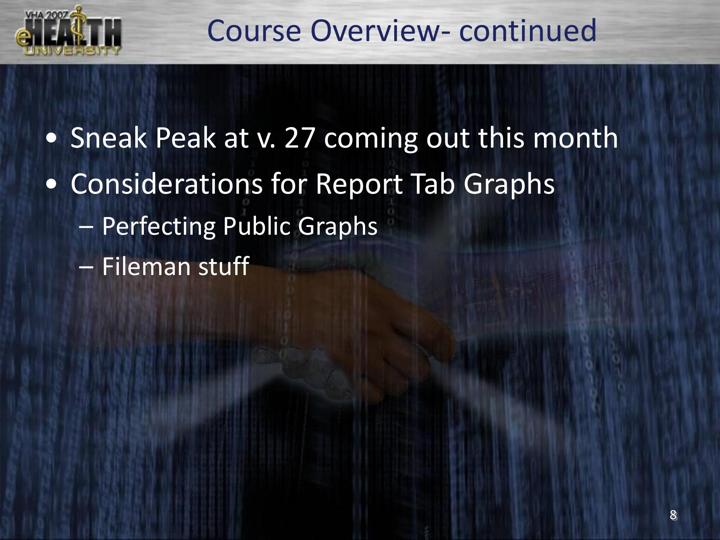 VHA 2007
eHEALTH
UNIVERSITY
Course Overview- continued
• Sneak Peak at v. 27 coming out this month
• Considerations for Report Tab Graphs
– Perfecting Public Graphs
– Fileman stuff
8